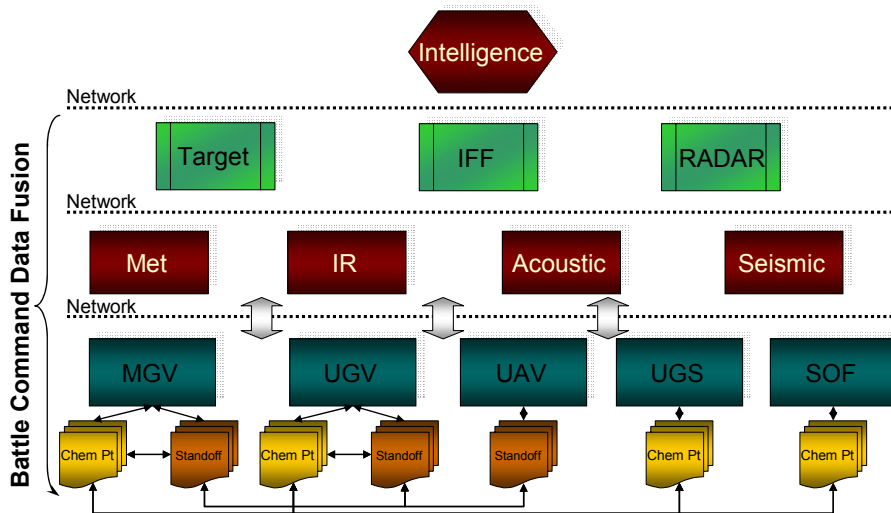 Intelligence
Network
Target
IFF
RADAR
Network
Met
IR
Acoustic
Seismic
Network
MGV
UGV
UAV
UGS
SOF
Chem Pt
Standoff
Chem Pt
Standoff
Standoff
Chem Pt
Chem Pt
Battle Command Data Fusion